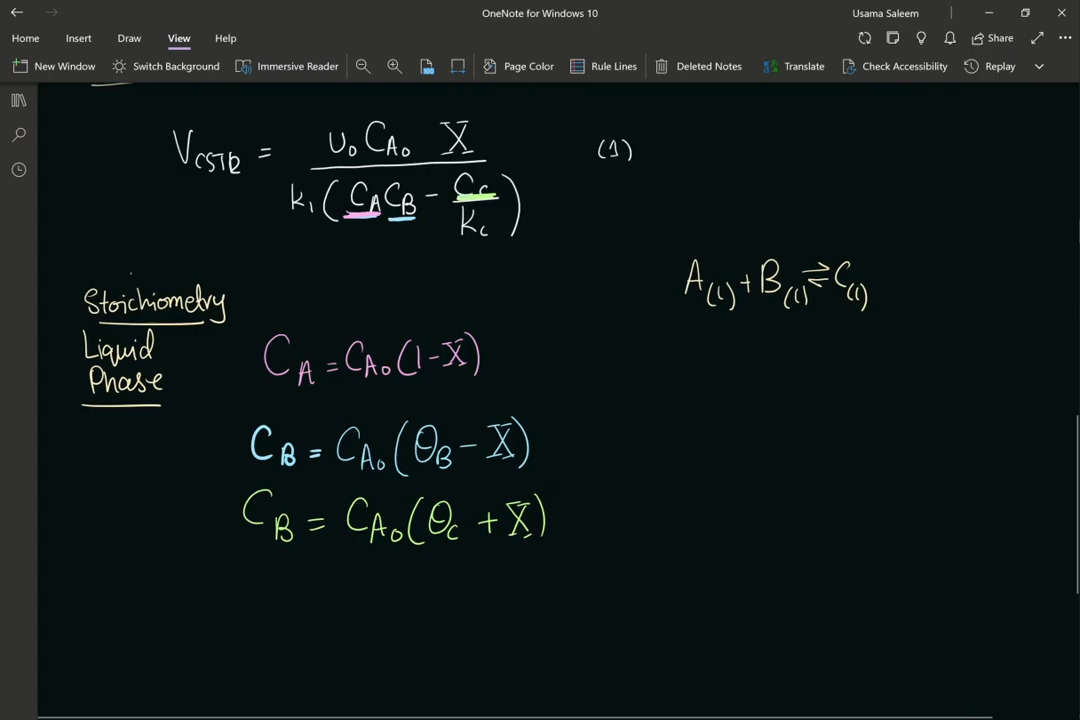 OneNote for Windows 10
Usama Saleem
Home Insert Draw View Help
Share
New Window Switch Background Immersive Reader 100 Page Color Rule Lines Deleted Notes Translate Check Accessibility Replay
V_CSTR = υ₀ C_A₀ X / k₁(C_A C_B − C_C / K_C) (1)
A(l) + B(l) ⇌ C(l)
Stoichiometry
Liquid
Phase
C_A = C_A₀(1 − X)
C_B = C_A₀(θ_B − X)
C_B = C_A₀(θ_C + X)